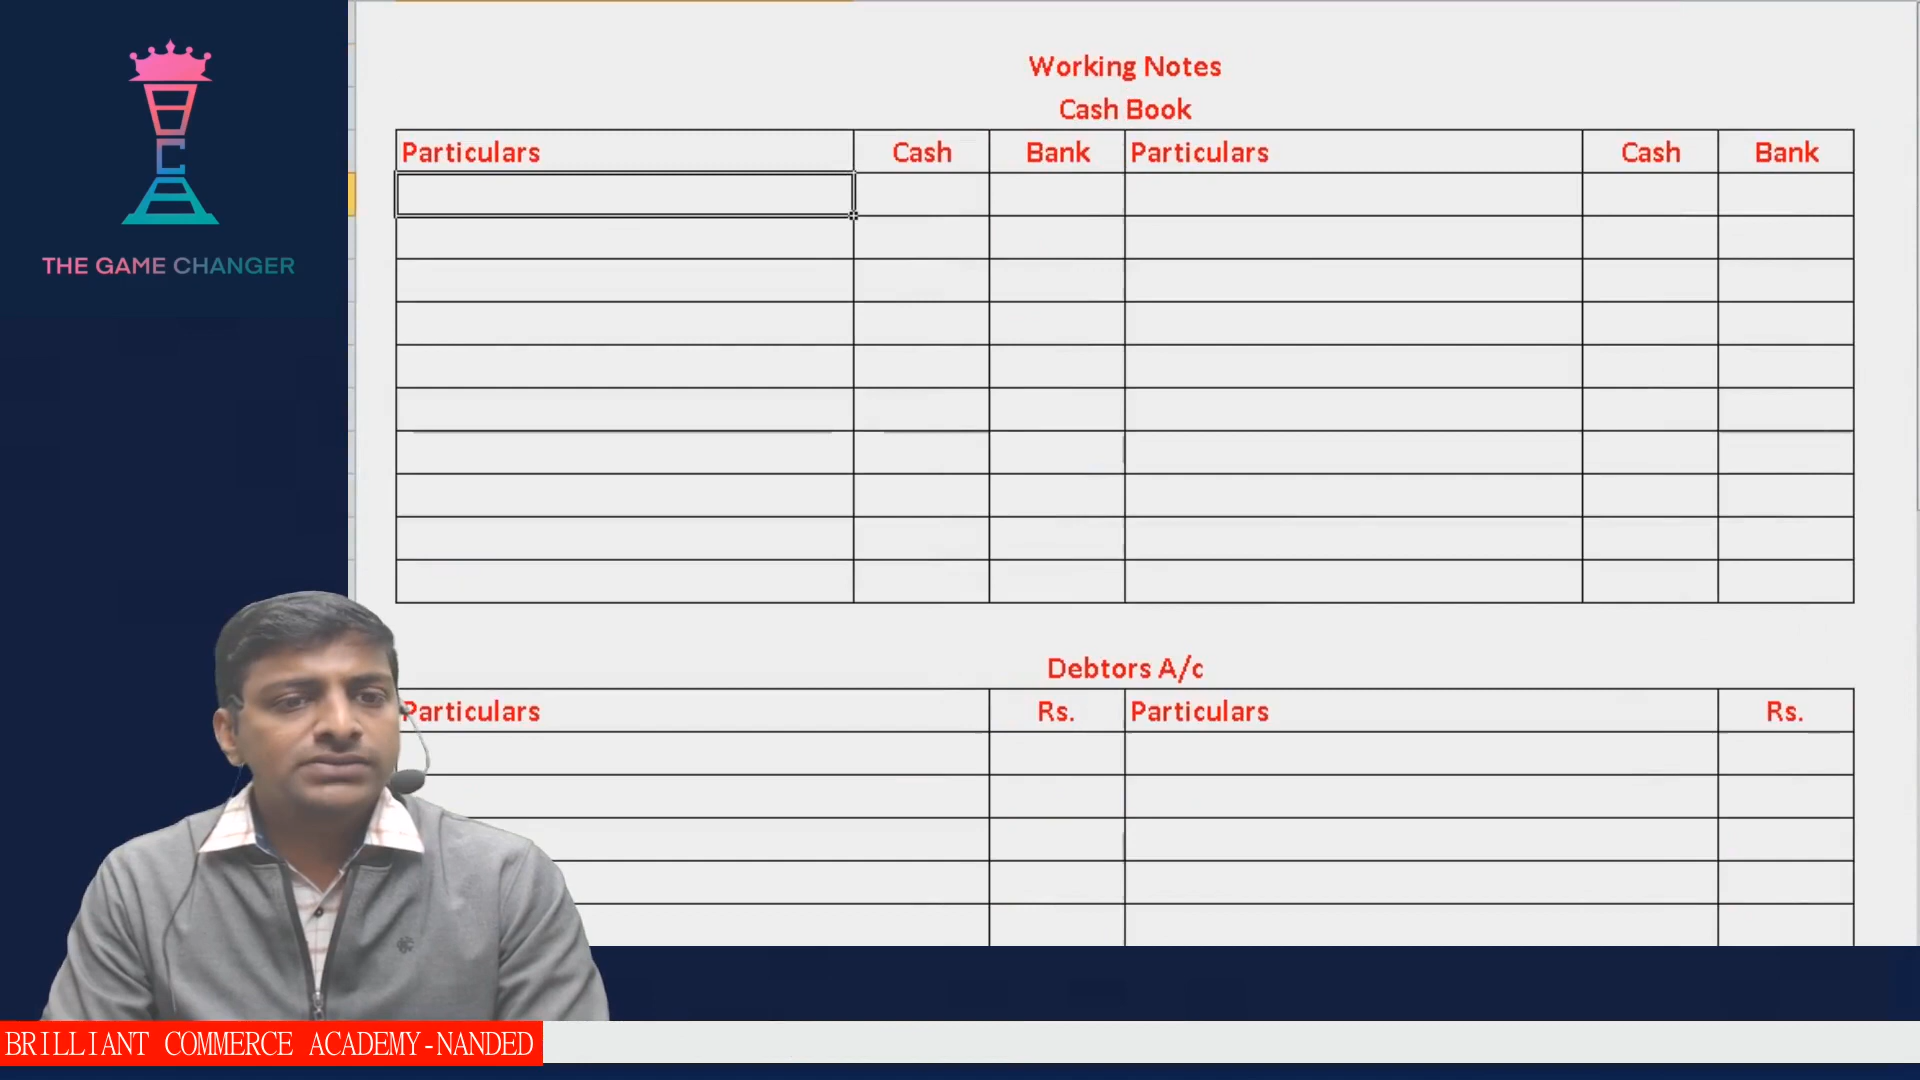 THE GAME CHANGER
Working Notes
Cash Book
Particulars Cash Bank Particulars Cash Bank
Debtors A/c
Particulars Rs. Particulars Rs.
BRILLIANT COMMERCE ACADEMY-NANDED